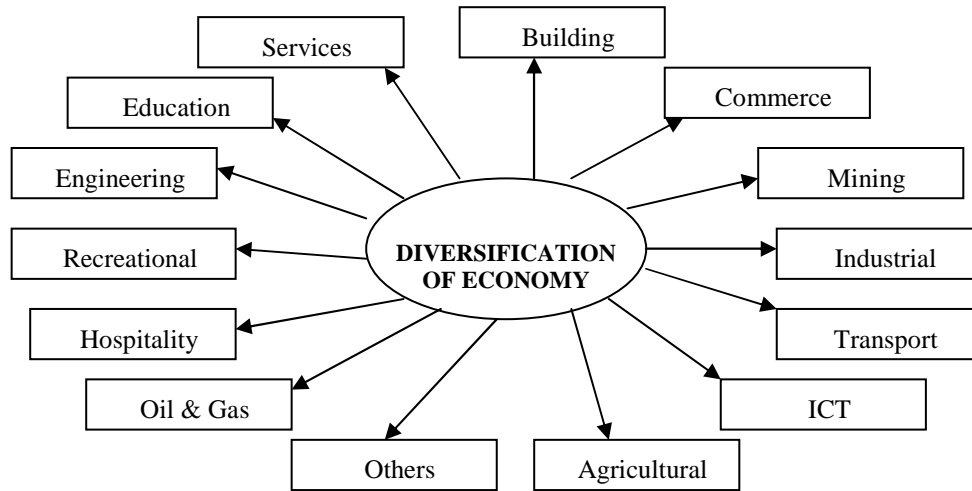 Building
Services
Commerce
Education
Engineering
Mining
DIVERSIFICATION
OF ECONOMY
Recreational
Industrial
Hospitality
Transport
Oil & Gas
ICT
Others
Agricultural